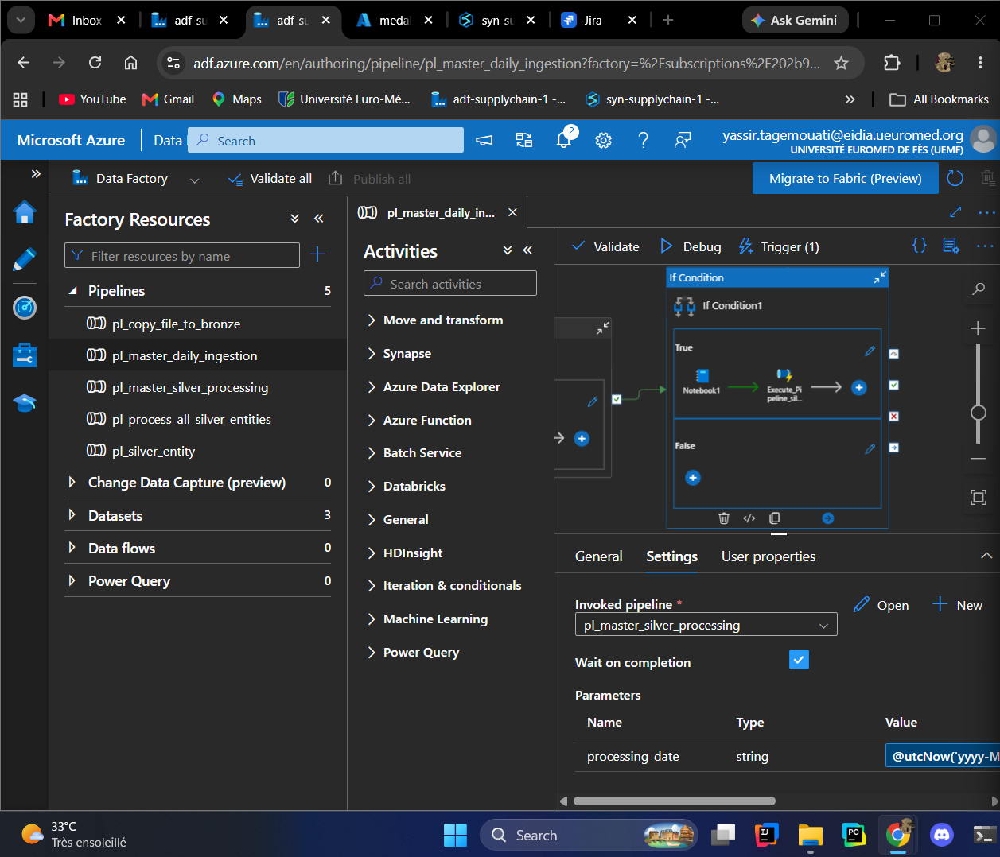 Inbox
adf-su
adf-su
medal
syn-su
Jira
Ask Gemini
adf.azure.com/en/authoring/pipeline/pl_master_daily_ingestion?factory=%2Fsubscriptions%2F202b9...
YouTube
Gmail
Maps
Université Euro-Mé...
adf-supplychain-1 -...
syn-supplychain-1 -...
»
All Bookmarks
Microsoft Azure
Data
Search
2
yassir.tagemouati@eidia.ueuromed.org
UNIVERSITÉ EUROMED DE FÈS (UEMF)
Data Factory
Validate all
Publish all
Migrate to Fabric (Preview)
Factory Resources
Filter resources by name
Pipelines
5
pl_copy_file_to_bronze
pl_master_daily_ingestion
pl_master_silver_processing
pl_process_all_silver_entities
pl_silver_entity
Change Data Capture (preview)
0
Datasets
3
Data flows
0
Power Query
0
pl_master_daily_in...
Activities
Search activities
Move and transform
Synapse
Azure Data Explorer
Azure Function
Batch Service
Databricks
General
HDInsight
Iteration & conditionals
Machine Learning
Power Query
Validate
Debug
Trigger (1)
If Condition
If Condition1
True
Notebook1
Execute_Pi
peline_sil...
False
General
Settings
User properties
Invoked pipeline *
Open
New
pl_master_silver_processing
Wait on completion
Parameters
Name
Type
Value
processing_date
string
@utcNow('yyyy-M
33°C
Très ensoleillé
Search